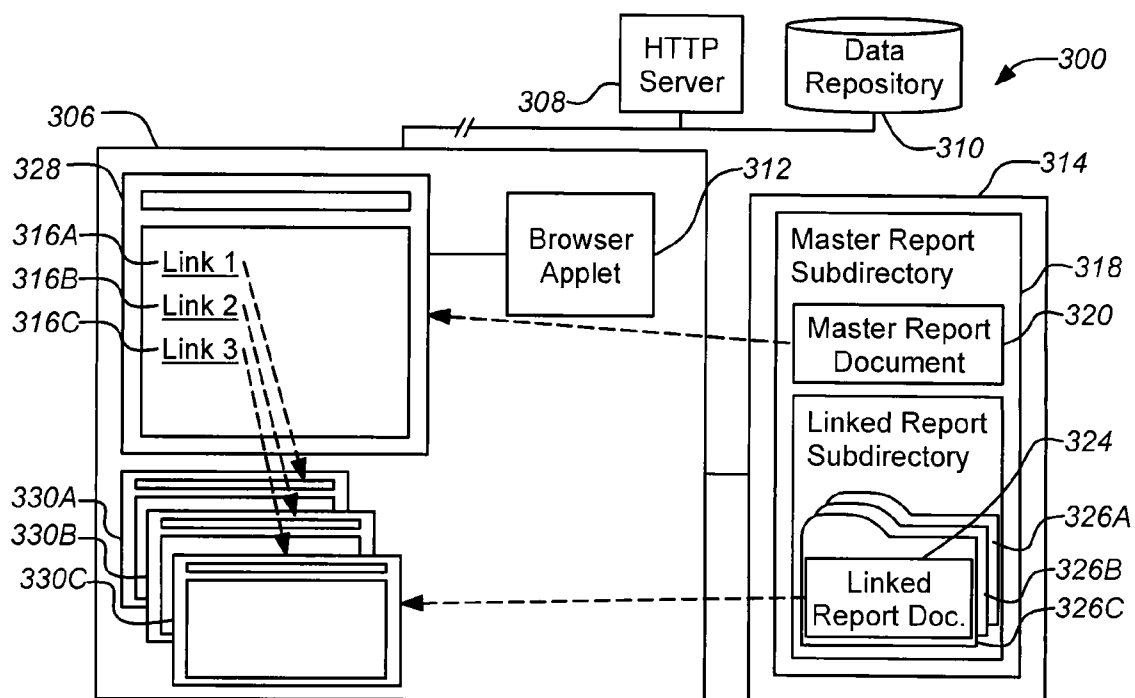 HTTP
Server
308
Data
Repository
310
300
306
328
316A
316B
316C
Link 1
Link 2
Link 3
Browser
Applet
312
314
Master Report
Subdirectory
318
Master Report
Document
320
Linked Report
Subdirectory
324
326A
326B
326C
Linked
Report Doc.
330A
330B
330C